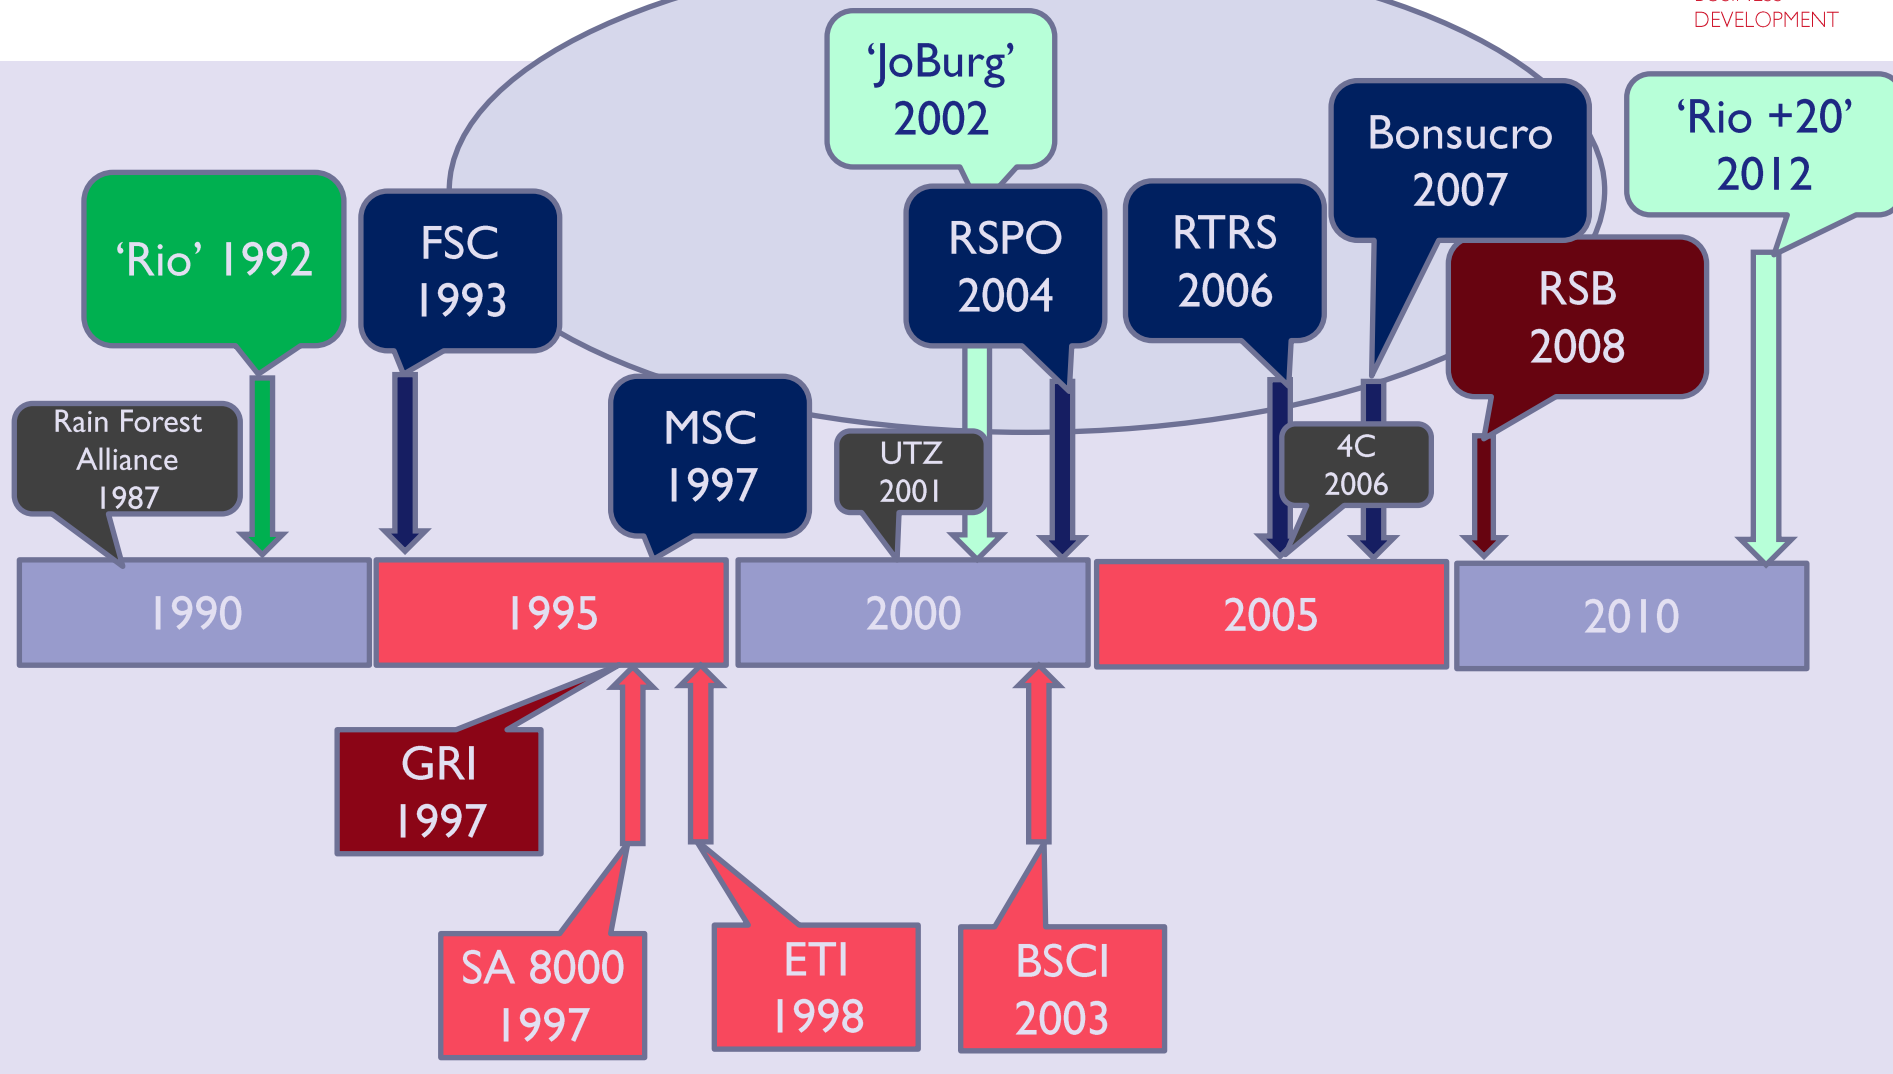 DEVELOPMENT
‘JoBurg’
2002
‘Rio +20’
2012
Bonsucro
2007
‘Rio’ 1992
FSC
1993
RSPO
2004
RTRS
2006
RSB
2008
Rain Forest
Alliance
1987
MSC
1997
UTZ
2001
4C
2006
1990
1995
2000
2005
2010
GRI
1997
SA 8000
1997
ETI
1998
BSCI
2003